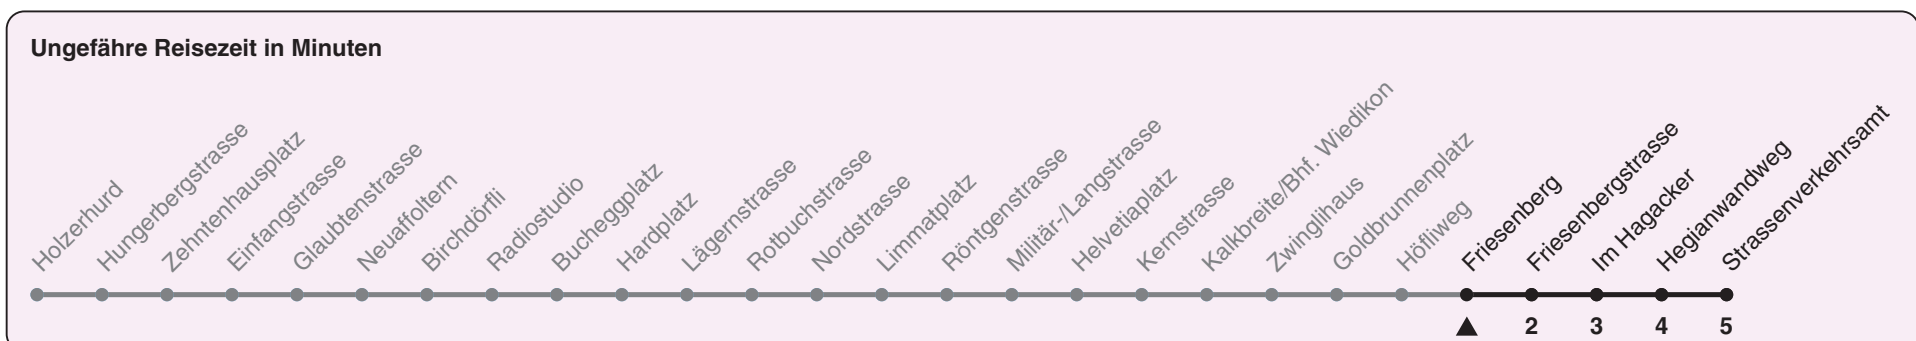 Ungefähre Reisezeit in Minuten
Holzerhurd
Hungerbergstrasse
Zehntenhausplatz
Einfangstrasse
Glaubtenstrasse
Neuaffoltern
Birchdörfli
Radiostudio
Bucheggplatz
Hardplatz
Lägernstrasse
Rotbuchstrasse
Nordstrasse
Limmatplatz
Röntgenstrasse
Militär-/Langstrasse
Helvetiaplatz
Kernstrasse
Kalkbreite/Bhf. Wiedikon
Zwinglihaus
Goldbrunnenplatz
Höfliweg
Friesenberg
Friesenbergstrasse
Im Hagacker
Hegianwandweg
Strassenverkehrsamt
2 3 4 5